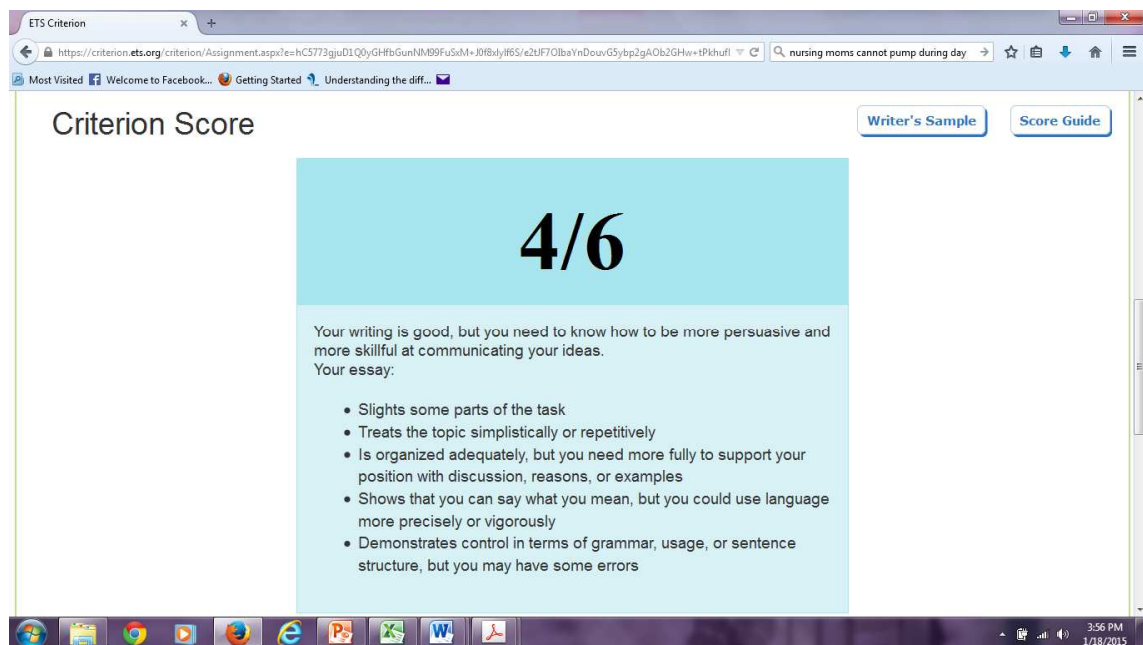 ETS Criterion
https://criterion.ets.org/criterion/Assignment.aspx?e=
nursing moms cannot pump during day
Most Visited Welcome to Facebook... Getting Started Understanding the diff...
Criterion Score
Writer's Sample
Score Guide
4/6
Your writing is good, but you need to know how to be more persuasive and
more skillful at communicating your ideas.
Your essay:
• Slights some parts of the task
• Treats the topic simplistically or repetitively
• Is organized adequately, but you need more fully to support your
position with discussion, reasons, or examples
• Shows that you can say what you mean, but you could use language
more precisely or vigorously
• Demonstrates control in terms of grammar, usage, or sentence
structure, but you may have some errors
3:56 PM
1/18/2015